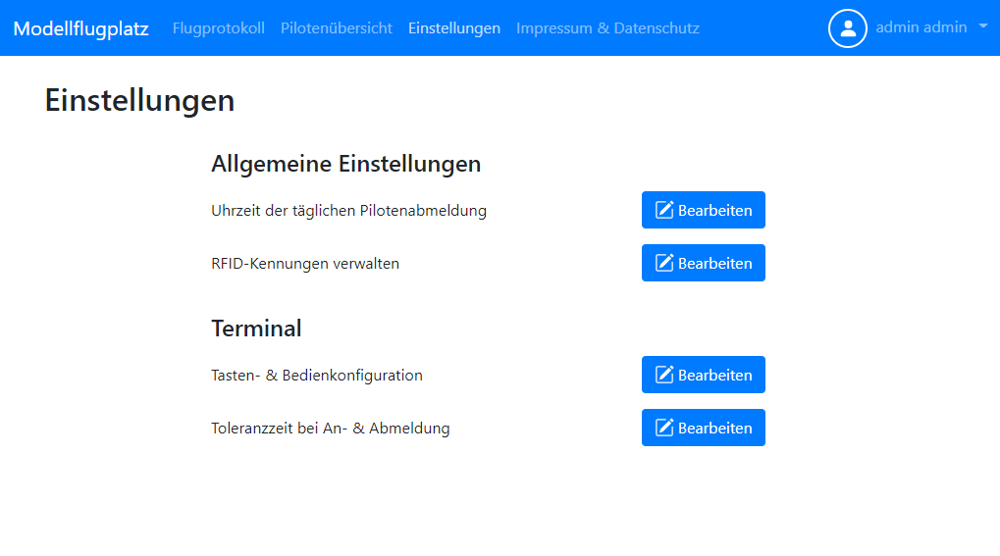 Modellflugplatz Flugprotokoll Pilotenübersicht Einstellungen Impressum & Datenschutz admin admin
Einstellungen
Allgemeine Einstellungen
Uhrzeit der täglichen Pilotenabmeldung Bearbeiten
RFID-Kennungen verwalten Bearbeiten
Terminal
Tasten- & Bedienkonfiguration Bearbeiten
Toleranzzeit bei An- & Abmeldung Bearbeiten